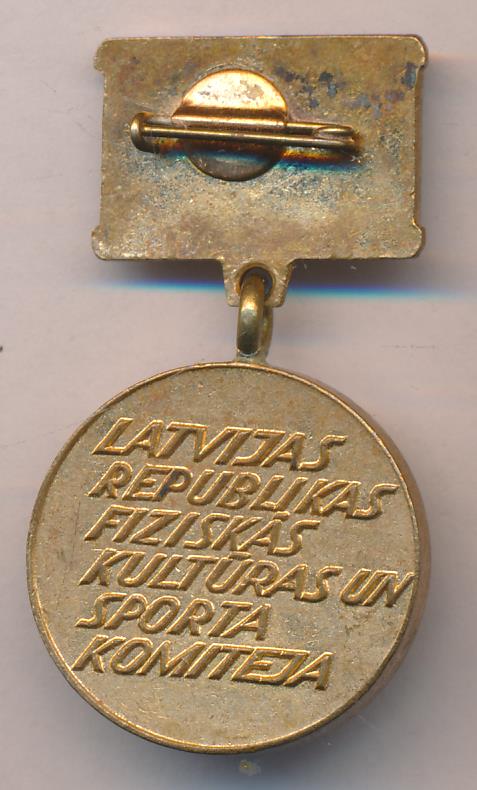 LATVIJAS
REPUBLIKAS
FIZISKĀS
KULTŪRAS UN
SPORTA
KOMITEJA